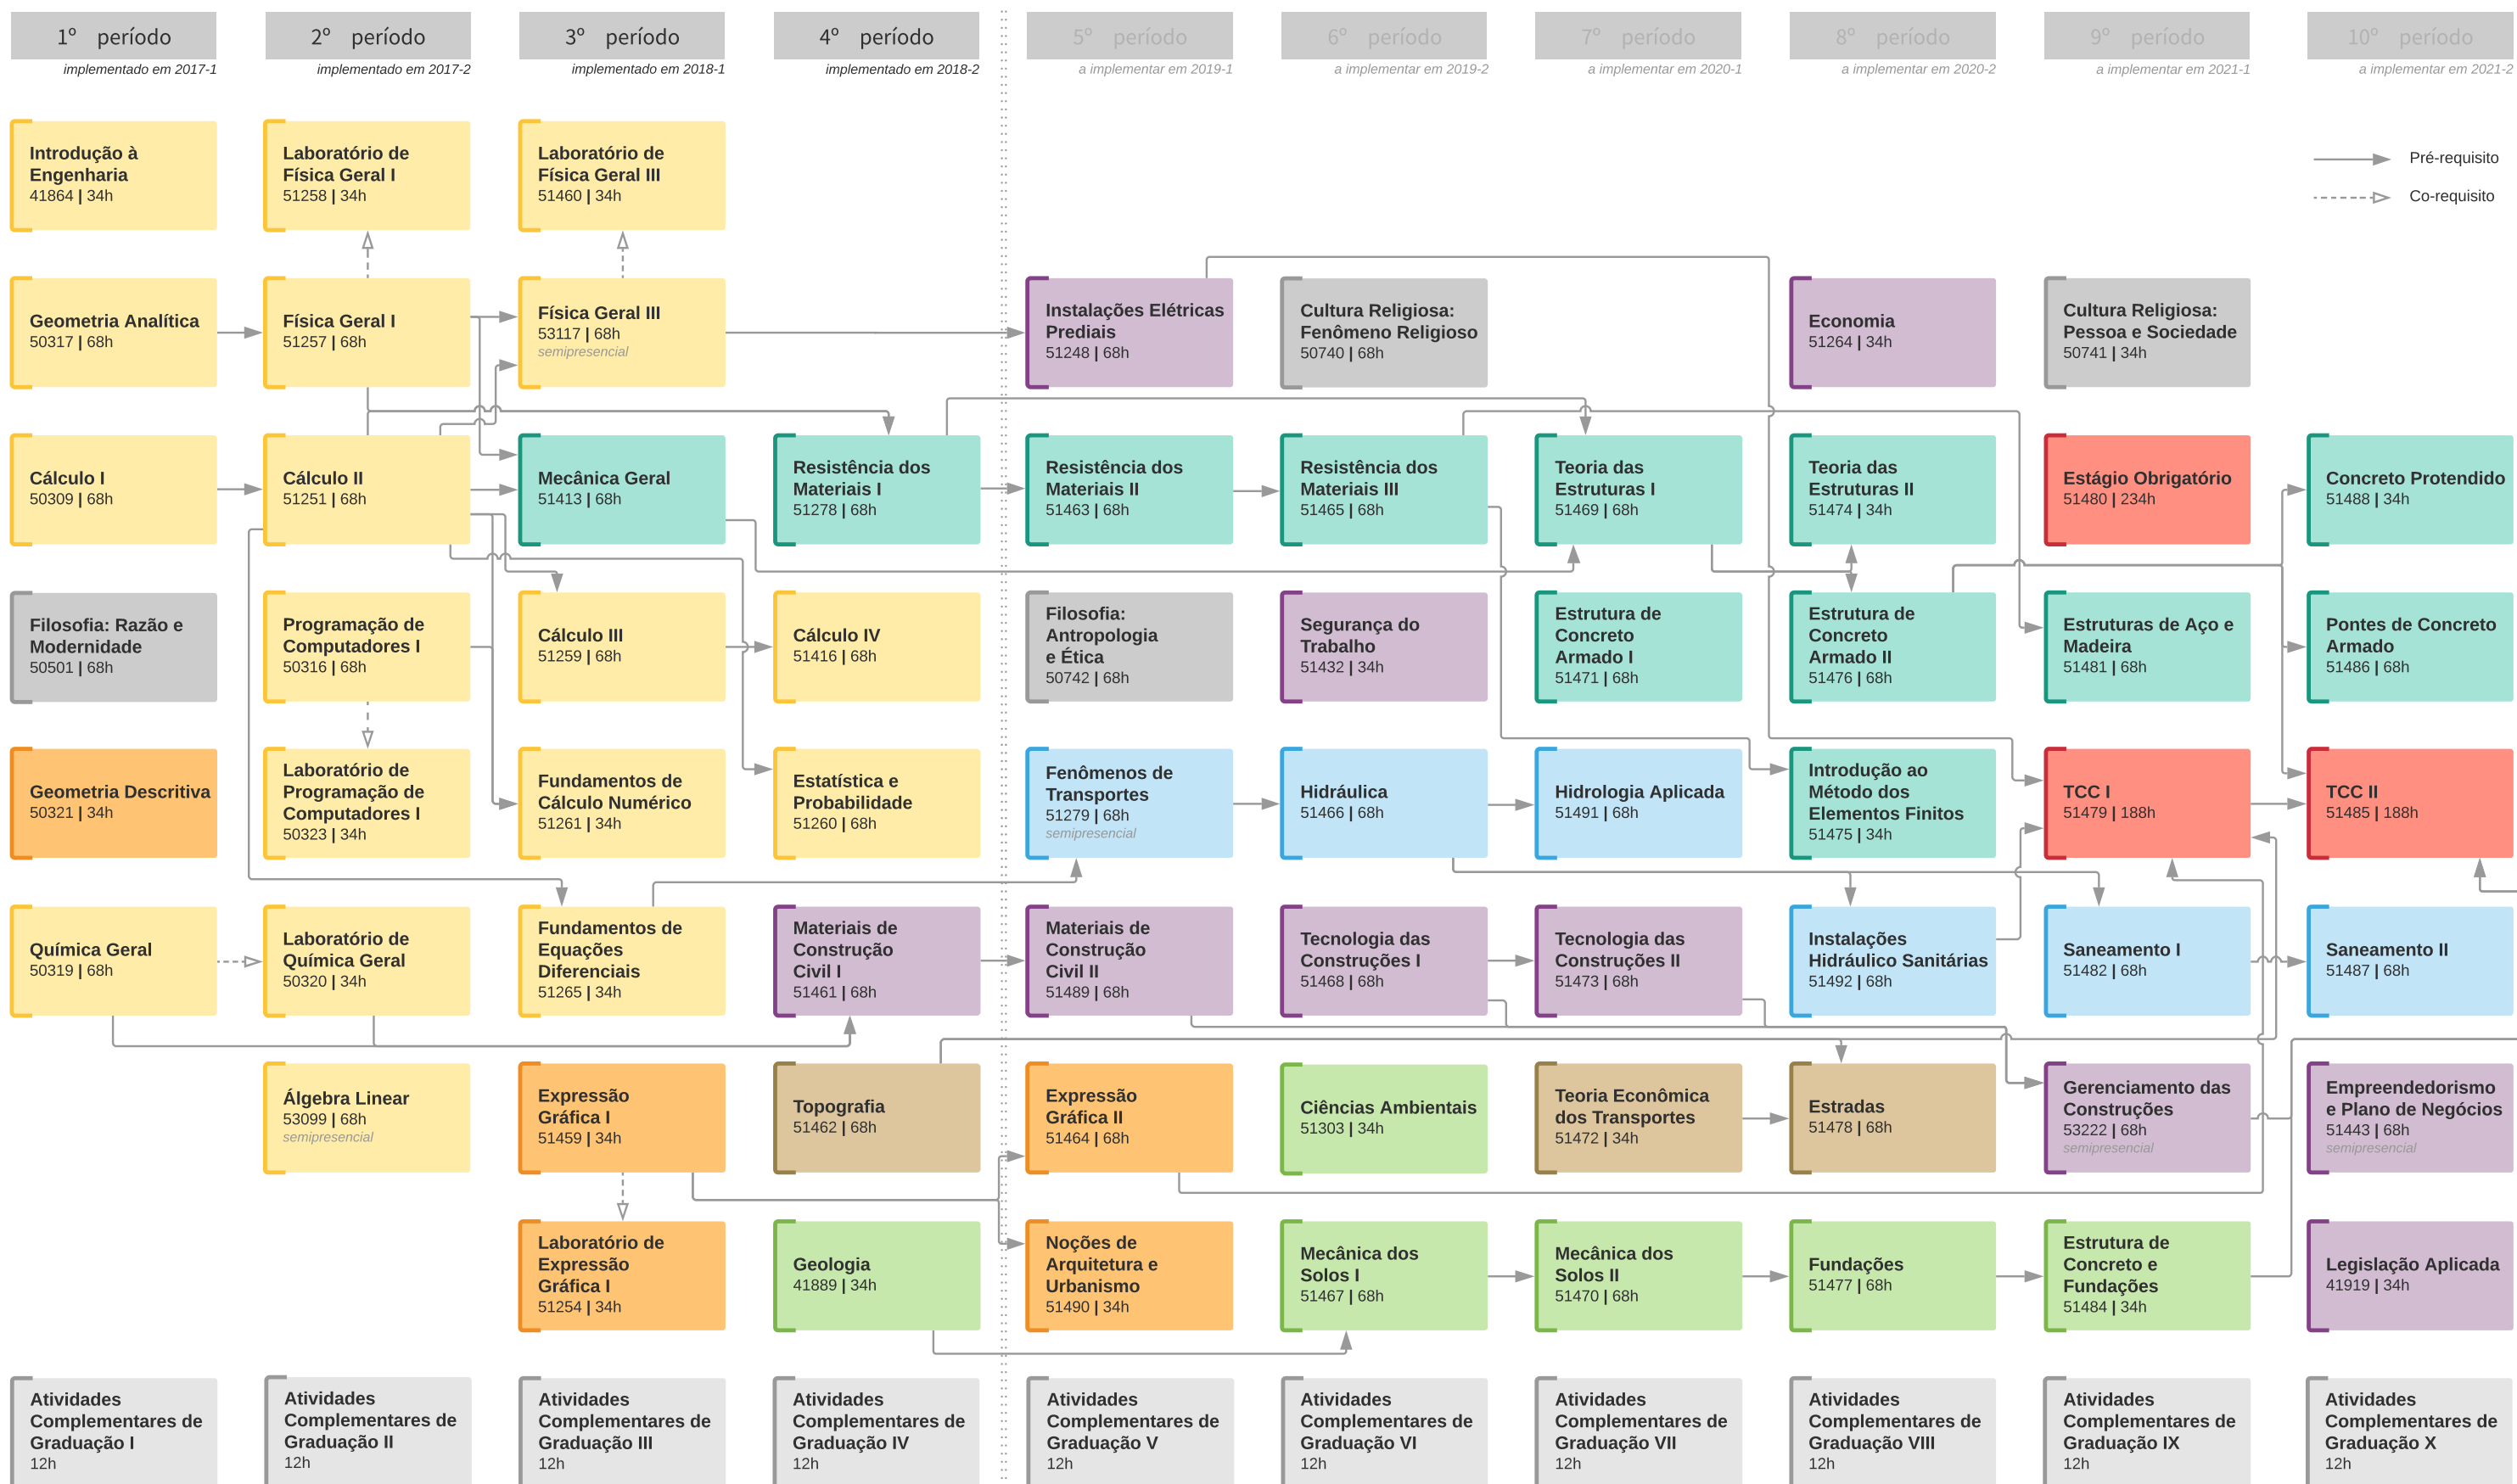 1º período
implementado em 2017-1
2º período
implementado em 2017-2
3º período
implementado em 2018-1
4º período
implementado em 2018-2
5º período
a implementar em 2019-1
6º período
a implementar em 2019-2
7º período
a implementar em 2020-1
8º período
a implementar em 2020-2
9º período
a implementar em 2021-1
10º período
a implementar em 2021-2
Pré-requisito
Co-requisito
Introdução à
Engenharia
41864 | 34h
Laboratório de
Física Geral I
51258 | 34h
Laboratório de
Física Geral III
51460 | 34h
Geometria Analítica
50317 | 68h
Física Geral I
51257 | 68h
Física Geral III
53117 | 68h
semipresencial
Instalações Elétricas
Prediais
51248 | 68h
Cultura Religiosa:
Fenômeno Religioso
50740 | 68h
Economia
51264 | 34h
Cultura Religiosa:
Pessoa e Sociedade
50741 | 34h
Cálculo I
50309 | 68h
Cálculo II
51251 | 68h
Mecânica Geral
51413 | 68h
Resistência dos
Materiais I
51278 | 68h
Resistência dos
Materiais II
51463 | 68h
Resistência dos
Materiais III
51465 | 68h
Teoria das
Estruturas I
51469 | 68h
Teoria das
Estruturas II
51474 | 34h
Estágio Obrigatório
51480 | 234h
Concreto Protendido
51488 | 34h
Filosofia: Razão e
Modernidade
50501 | 68h
Programação de
Computadores I
50316 | 68h
Cálculo III
51259 | 68h
Cálculo IV
51416 | 68h
Filosofia:
Antropologia
e Ética
50742 | 68h
Segurança do
Trabalho
51432 | 34h
Estrutura de
Concreto
Armado I
51471 | 68h
Estrutura de
Concreto
Armado II
51476 | 68h
Estruturas de Aço e
Madeira
51481 | 68h
Pontes de Concreto
Armado
51486 | 68h
Geometria Descritiva
50321 | 34h
Laboratório de
Programação de
Computadores I
50323 | 34h
Fundamentos de
Cálculo Numérico
51261 | 34h
Estatística e
Probabilidade
51260 | 68h
Fenômenos de
Transportes
51279 | 68h
semipresencial
Hidráulica
51466 | 68h
Hidrologia Aplicada
51491 | 68h
Introdução ao
Método dos
Elementos Finitos
51475 | 34h
TCC I
51479 | 188h
TCC II
51485 | 188h
Química Geral
50319 | 68h
Laboratório de
Química Geral
50320 | 34h
Fundamentos de
Equações
Diferenciais
51265 | 34h
Materiais de
Construção
Civil I
51461 | 68h
Materiais de
Construção
Civil II
51489 | 68h
Tecnologia das
Construções I
51468 | 68h
Tecnologia das
Construções II
51473 | 68h
Instalações
Hidráulico Sanitárias
51492 | 68h
Saneamento I
51482 | 68h
Saneamento II
51487 | 68h
Álgebra Linear
53099 | 68h
semipresencial
Expressão
Gráfica I
51459 | 34h
Topografia
51462 | 68h
Expressão
Gráfica II
51464 | 68h
Ciências Ambientais
51303 | 34h
Teoria Econômica
dos Transportes
51472 | 34h
Estradas
51478 | 68h
Gerenciamento das
Construções
53222 | 68h
semipresencial
Empreendedorismo
e Plano de Negócios
51443 | 68h
semipresencial
Laboratório de
Expressão
Gráfica I
51254 | 34h
Geologia
41889 | 34h
Noções de
Arquitetura e
Urbanismo
51490 | 34h
Mecânica dos
Solos I
51467 | 68h
Mecânica dos
Solos II
51470 | 68h
Fundações
51477 | 68h
Estrutura de
Concreto e
Fundações
51484 | 34h
Legislação Aplicada
41919 | 34h
Atividades
Complementares de
Graduação I
12h
Atividades
Complementares de
Graduação II
12h
Atividades
Complementares de
Graduação III
12h
Atividades
Complementares de
Graduação IV
12h
Atividades
Complementares de
Graduação V
12h
Atividades
Complementares de
Graduação VI
12h
Atividades
Complementares de
Graduação VII
12h
Atividades
Complementares de
Graduação VIII
12h
Atividades
Complementares de
Graduação IX
12h
Atividades
Complementares de
Graduação X
12h